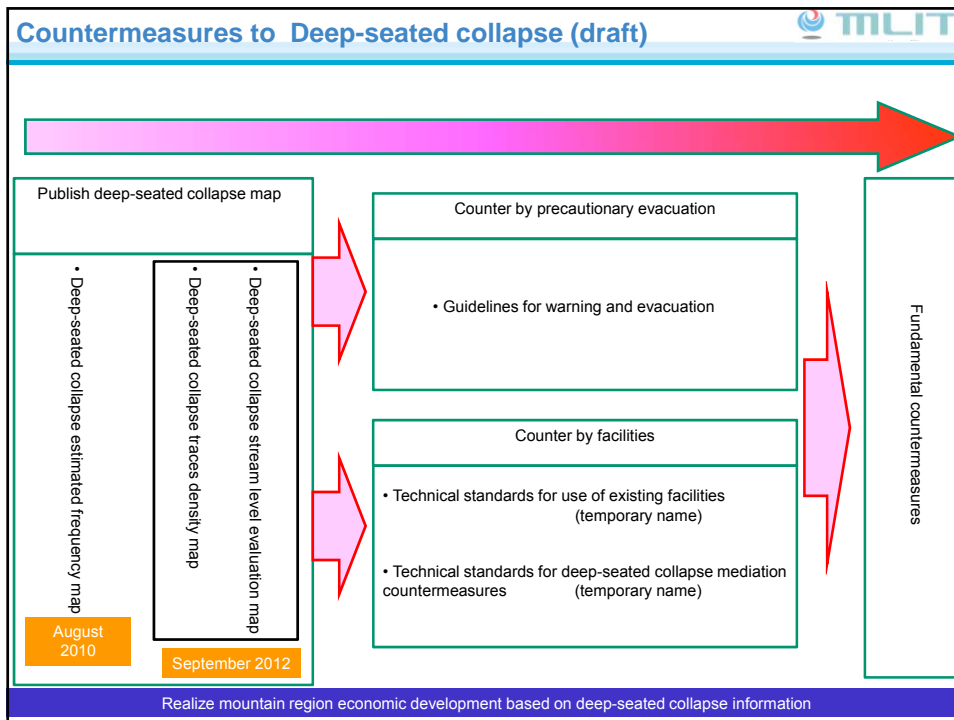 Countermeasures to Deep-seated collapse (draft)
MLIT
Publish deep-seated collapse map
• Deep-seated collapse estimated frequency map
• Deep-seated collapse traces density map
• Deep-seated collapse stream level evaluation map
August
2010
September 2012
Counter by precautionary evacuation
• Guidelines for warning and evacuation
Counter by facilities
• Technical standards for use of existing facilities
(temporary name)
• Technical standards for deep-seated collapse mediation
countermeasures (temporary name)
Fundamental countermeasures
Realize mountain region economic development based on deep-seated collapse information